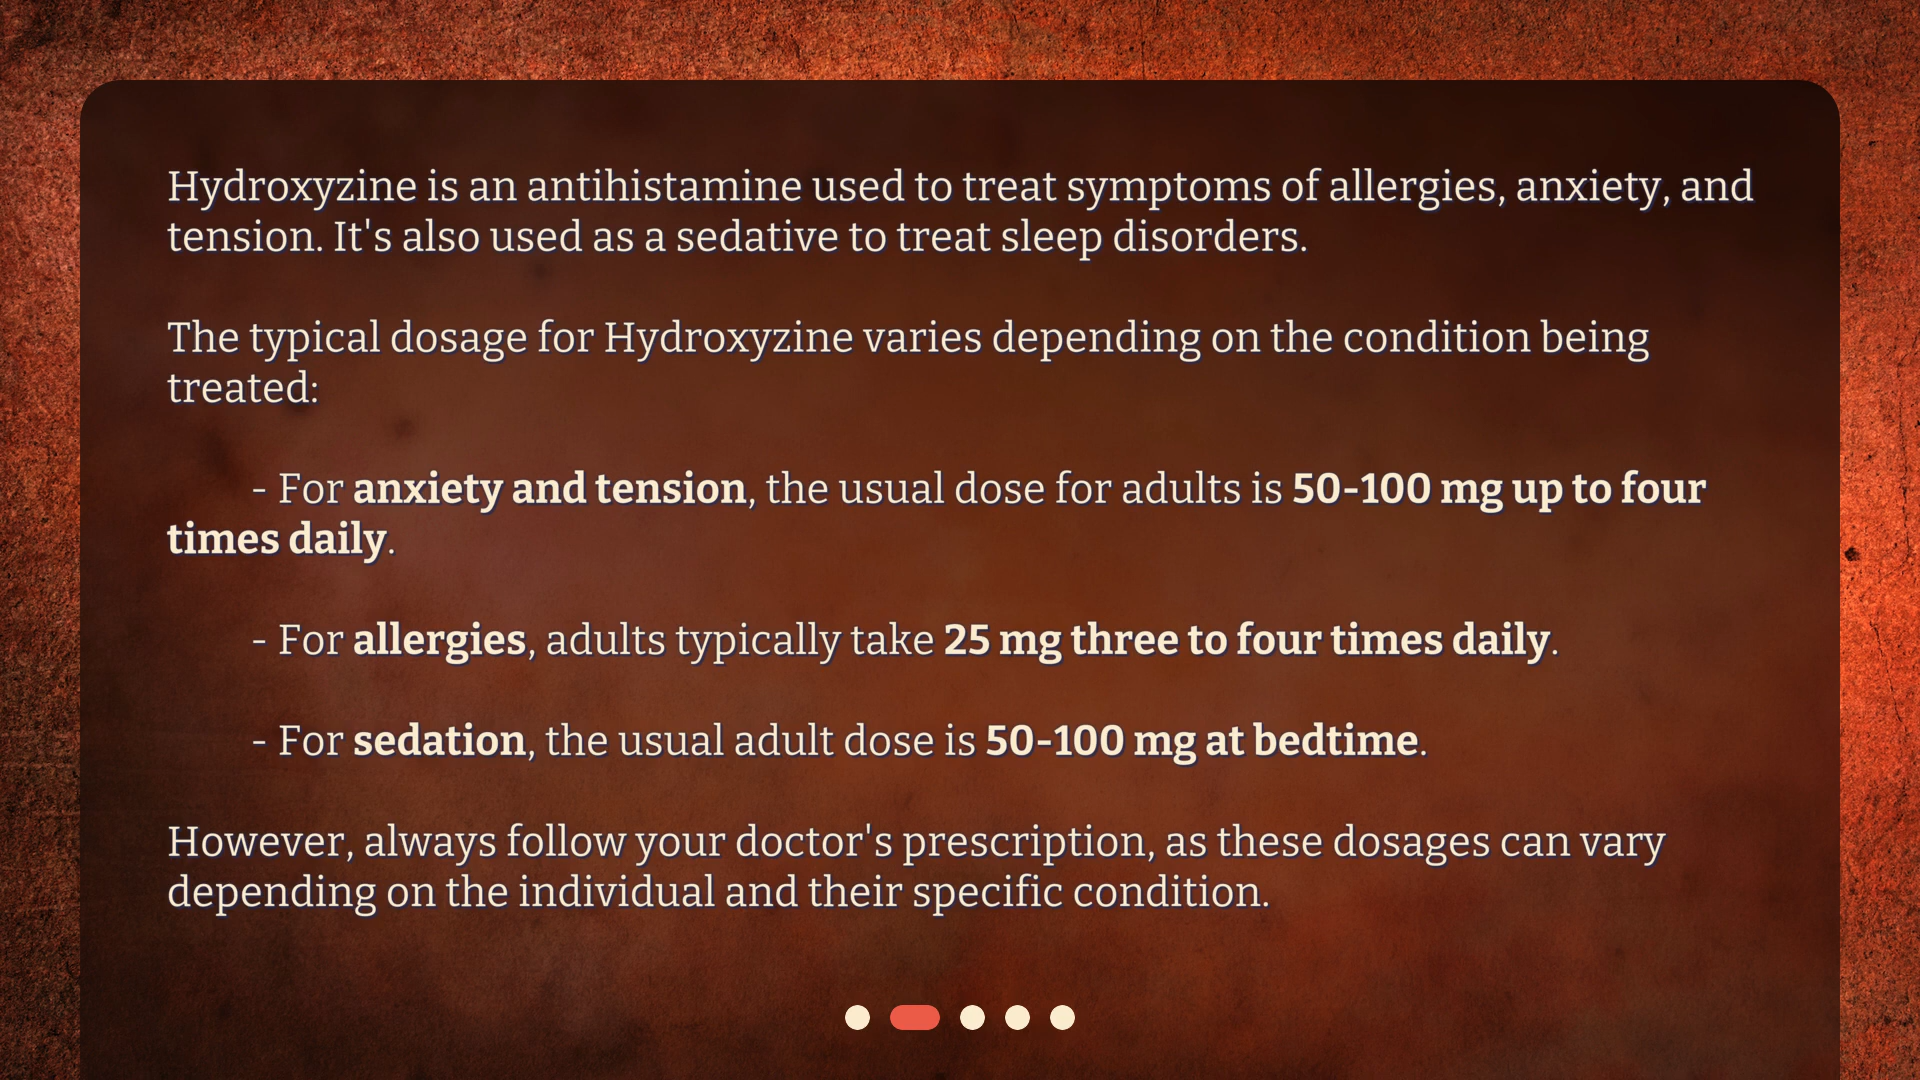 Hydroxyzine is an antihistamine used to treat symptoms of allergies, anxiety, and
tension. It's also used as a sedative to treat sleep disorders.
The typical dosage for Hydroxyzine varies depending on the condition being
treated:
- For anxiety and tension, the usual dose for adults is 50-100 mg up to four
times daily.
- For allergies, adults typically take 25 mg three to four times daily.
- For sedation, the usual adult dose is 50-100 mg at bedtime.
However, always follow your doctor's prescription, as these dosages can vary
depending on the individual and their specific condition.